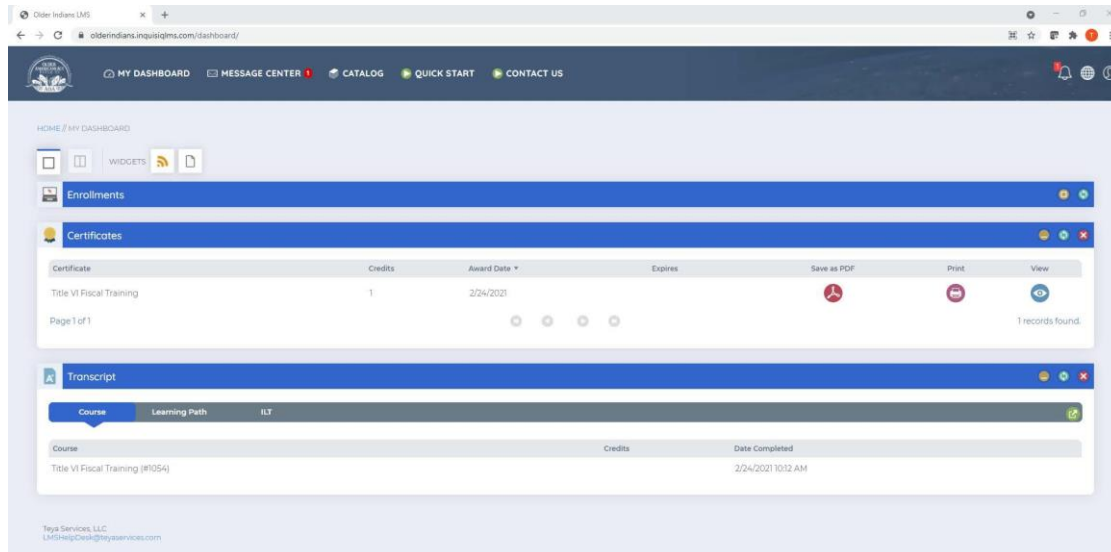 Older Indians LMS
olderindians.inquisiqlms.com/dashboard/
MY DASHBOARD MESSAGE CENTER 1 CATALOG QUICK START CONTACT US
HOME // MY DASHBOARD
WIDGETS
Enrollments
Certificates
Certificate Credits Award Date Expires Save as PDF Print View
Title VI Fiscal Training 1 2/24/2021
Page 1 of 1 1 records found.
Transcript
Course Learning Path ILT
Course Credits Date Completed
Title VI Fiscal Training (#1054) 2/24/2021 10:12 AM
Teya Services, LLC
LMSHelpDesk@teyaservices.com